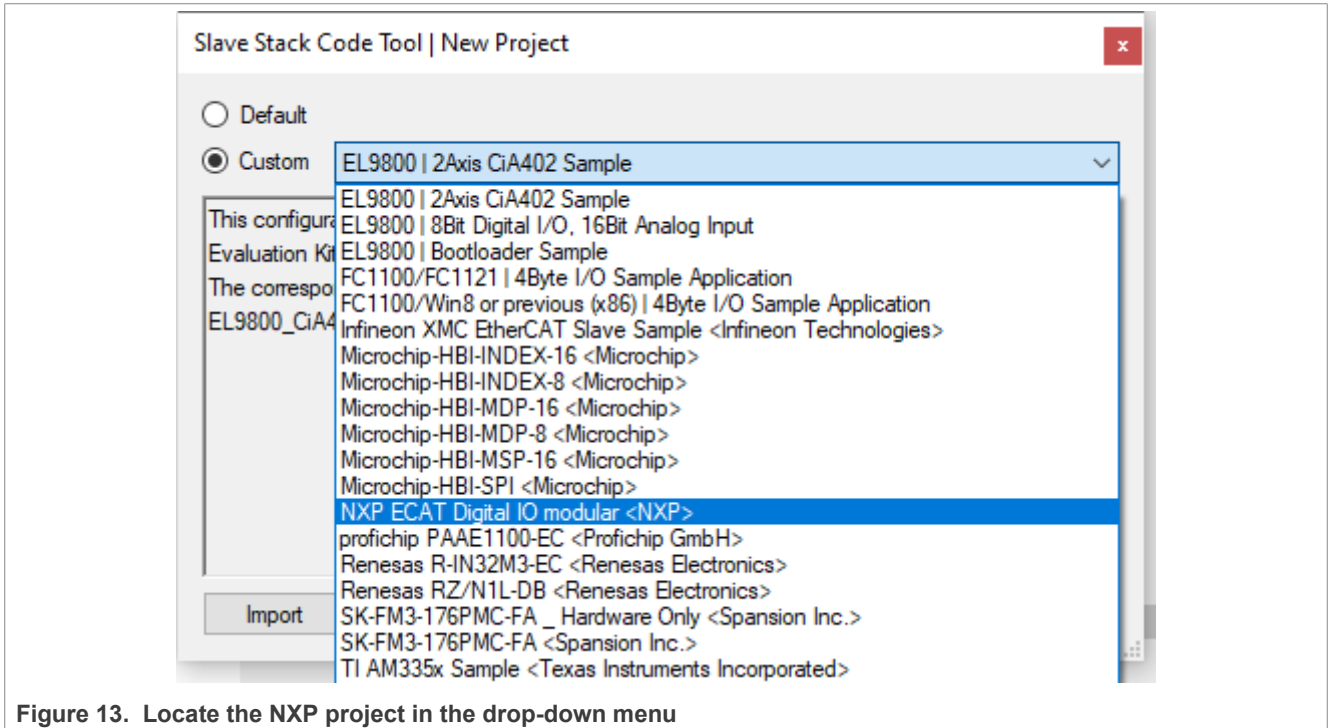 Slave Stack Code Tool | New Project
x
Default
Custom
EL9800 | 2Axis CiA402 Sample
This configura
Evaluation Kit
The correspo
EL9800_CiA4
EL9800 | 2Axis CiA402 Sample
EL9800 | 8Bit Digital I/O, 16Bit Analog Input
EL9800 | Bootloader Sample
FC1100/FC1121 | 4Byte I/O Sample Application
FC1100/Win8 or previous (x86) | 4Byte I/O Sample Application
Infineon XMC EtherCAT Slave Sample <Infineon Technologies>
Microchip-HBI-INDEX-16 <Microchip>
Microchip-HBI-INDEX-8 <Microchip>
Microchip-HBI-MDP-16 <Microchip>
Microchip-HBI-MDP-8 <Microchip>
Microchip-HBI-MSP-16 <Microchip>
Microchip-HBI-SPI <Microchip>
NXP ECAT Digital IO modular <NXP>
profichip PAAE1100-EC <Profichip GmbH>
Renesas R-IN32M3-EC <Renesas Electronics>
Renesas RZ/N1L-DB <Renesas Electronics>
SK-FM3-176PMC-FA _ Hardware Only <Spansion Inc.>
SK-FM3-176PMC-FA <Spansion Inc.>
TI AM335x Sample <Texas Instruments Incorporated>
Import
Figure 13. Locate the NXP project in the drop-down menu